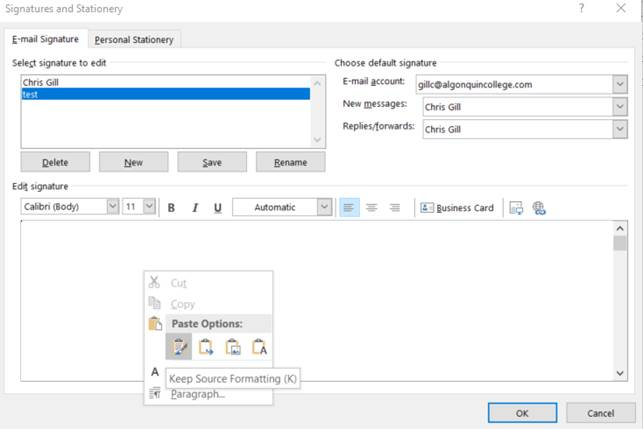 Signatures and Stationery
E-mail Signature
Personal Stationery
Select signature to edit
Chris Gill
test
Delete
New
Save
Rename
Choose default signature
E-mail account:
gillc@algonquincollege.com
New messages:
Chris Gill
Replies/forwards:
Chris Gill
Edit signature
Calibri (Body)
11
B
I
U
Automatic
Business Card
Cut
Copy
Paste Options:
A
Keep Source Formatting (K)
Paragraph...
OK
Cancel